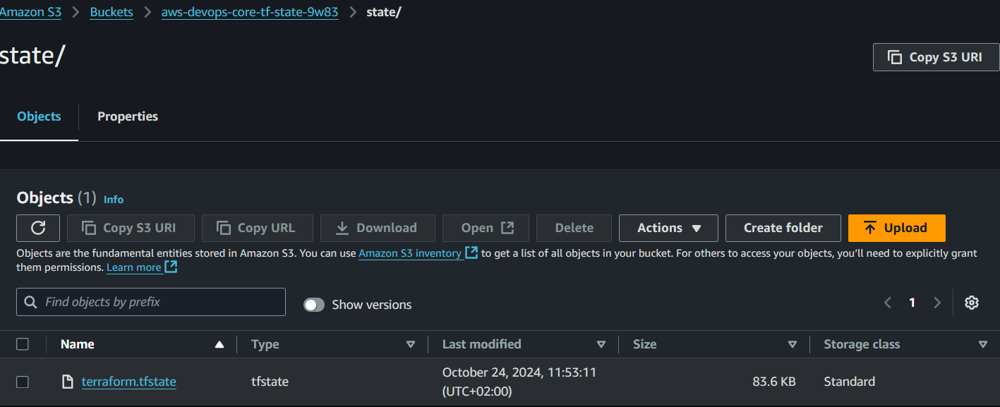 Amazon S3 > Buckets > aws-devops-core-tf-state-9w83 > state/
state/
Copy S3 URI
Objects Properties
Objects (1) Info
Copy S3 URI Copy URL Download Open Delete Actions Create folder Upload
Objects are the fundamental entities stored in Amazon S3. You can use Amazon S3 inventory to get a list of all objects in your bucket. For others to access your objects, you’ll need to explicitly grant
them permissions. Learn more
Find objects by prefix Show versions 1
Name Type Last modified Size Storage class
terraform.tfstate tfstate October 24, 2024, 11:53:11 83.6 KB Standard
(UTC+02:00)